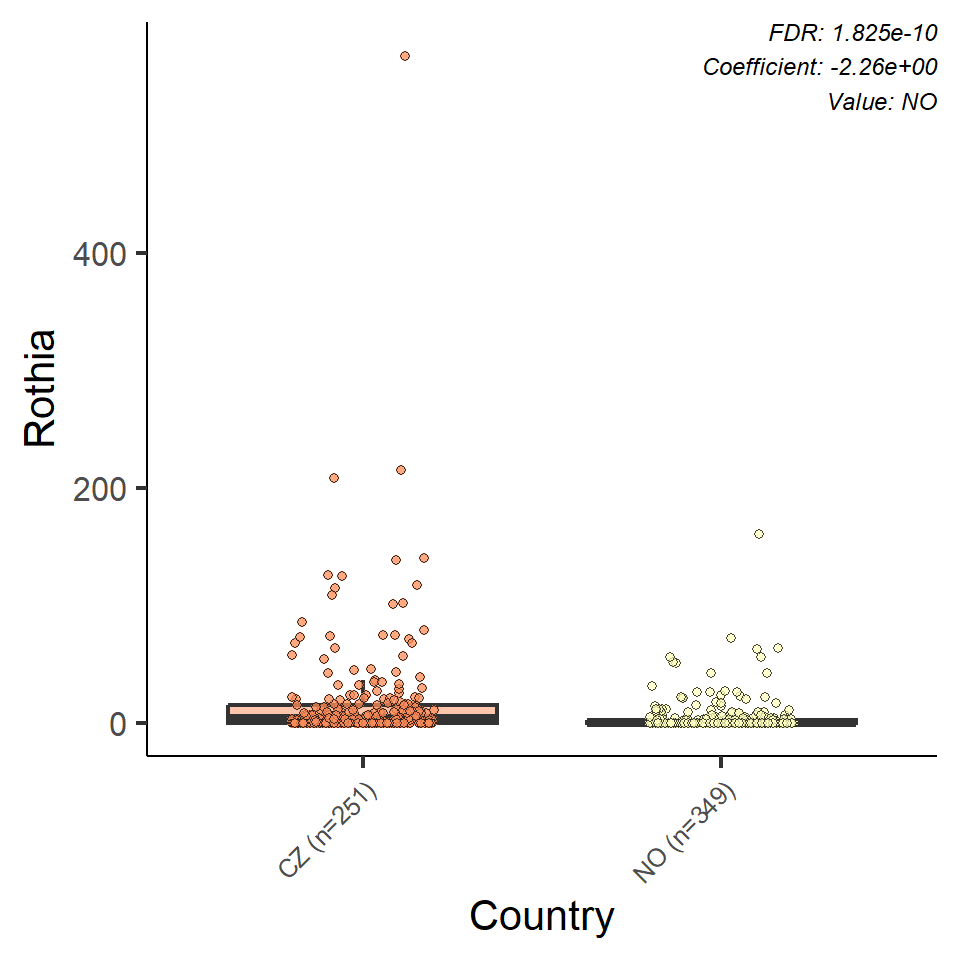 FDR: 1.825e-10
Coefficient: -2.26e+00
Value: NO
Rothia
400
200
0
CZ (n=251)
NO (n=349)
Country